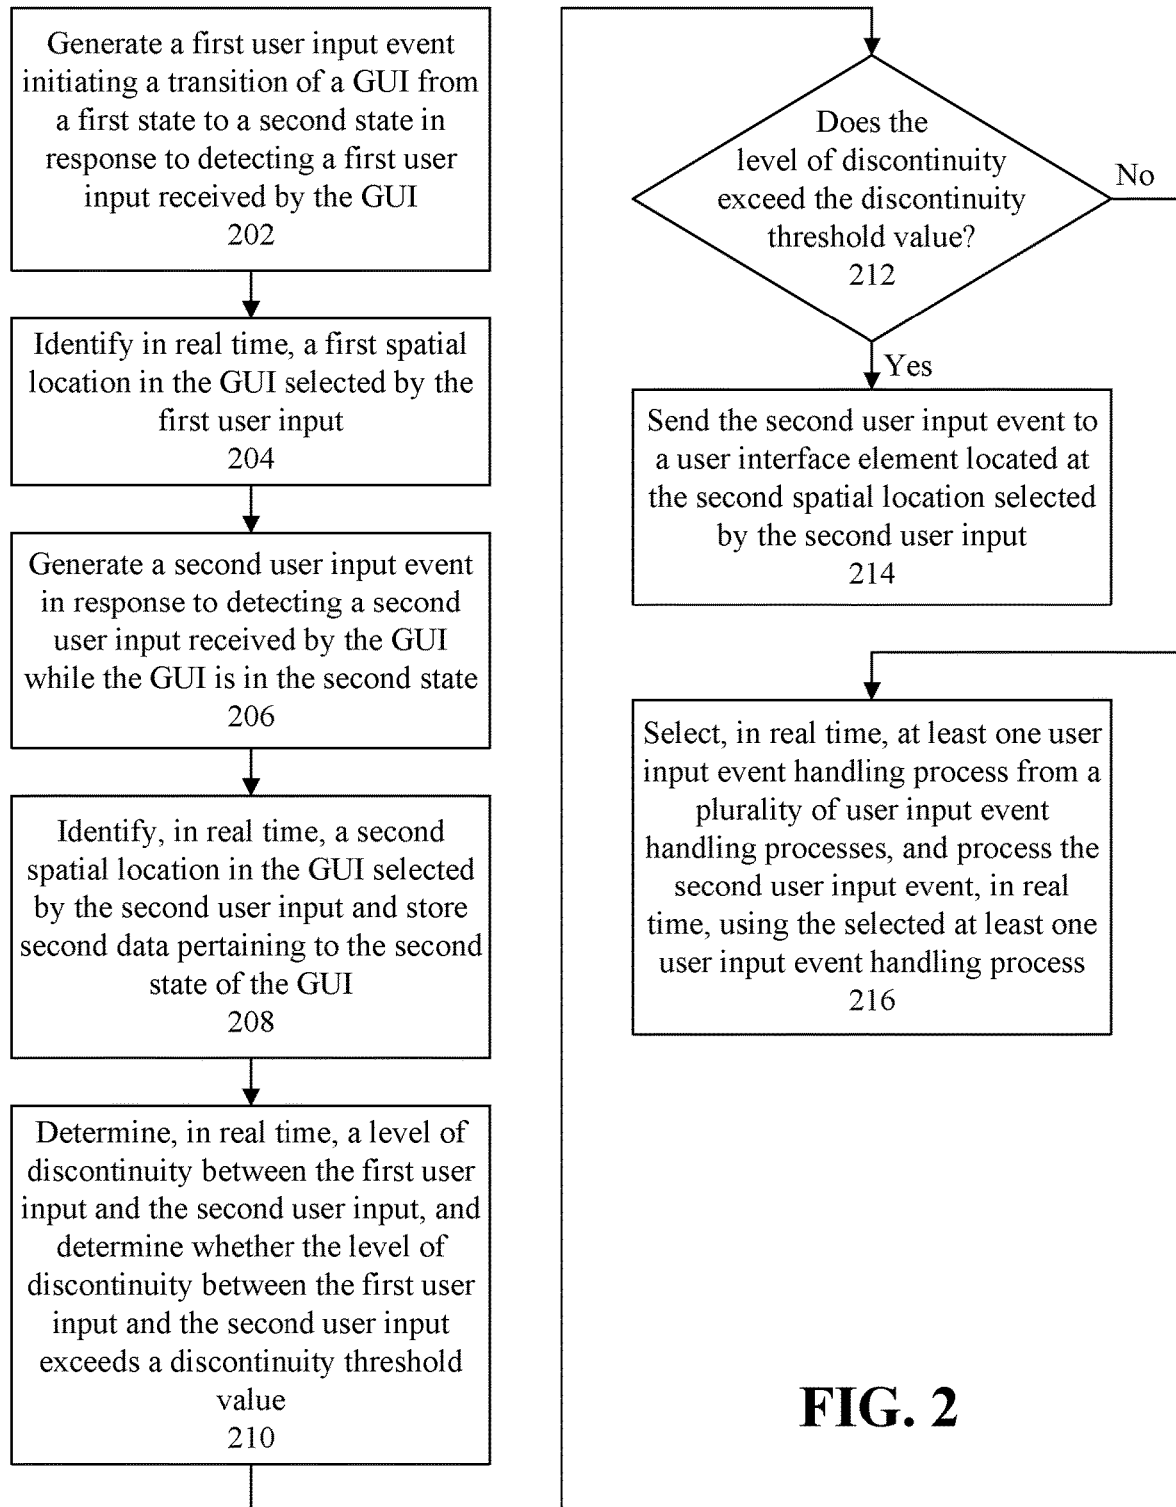 Generate a first user input event
initiating a transition of a GUI from
a first state to a second state in
response to detecting a first user
input received by the GUI
202
Identify in real time, a first spatial
location in the GUI selected by the
first user input
204
Generate a second user input event
in response to detecting a second
user input received by the GUI
while the GUI is in the second state
206
Identify, in real time, a second
spatial location in the GUI selected
by the second user input and store
second data pertaining to the second
state of the GUI
208
Determine, in real time, a level of
discontinuity between the first user
input and the second user input, and
determine whether the level of
discontinuity between the first user
input and the second user input
exceeds a discontinuity threshold
value
210
Does the
level of discontinuity
exceed the discontinuity
threshold value?
212
No
Yes
Send the second user input event to
a user interface element located at
the second spatial location selected
by the second user input
214
Select, in real time, at least one user
input event handling process from a
plurality of user input event
handling processes, and process the
second user input event, in real
time, using the selected at least one
user input event handling process
216
FIG. 2